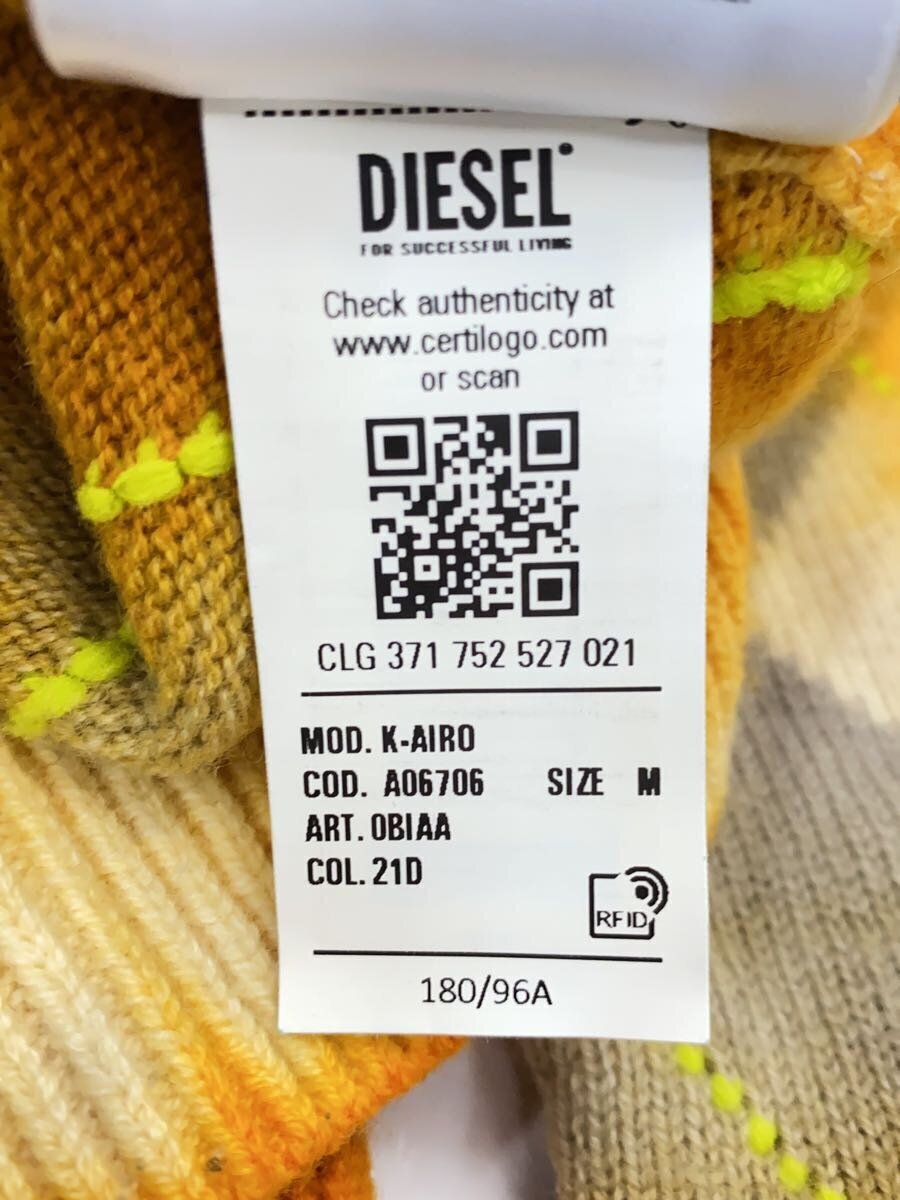 DIESEL
FOR SUCCESSFUL LIVING
Check authenticity at
www.certilogo.com
or scan
CLG 371 752 527 021
MOD. K-AIRO
COD. A06706 SIZE M
ART. 0BIAA
COL. 21D
RFID
180/96A